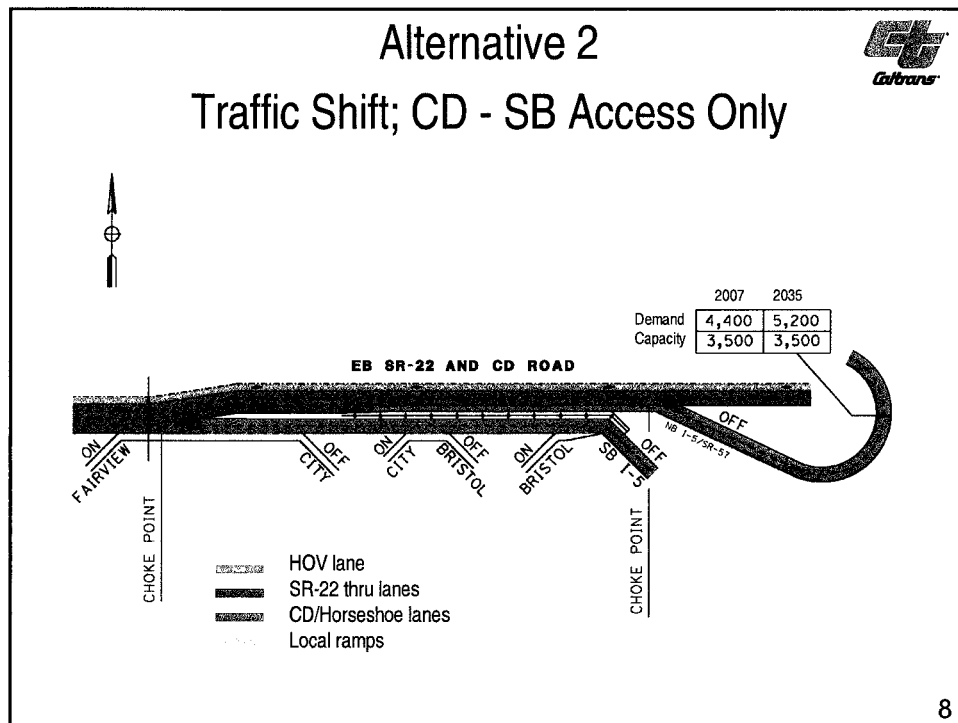 Alternative 2
Caltrans
Traffic Shift; CD - SB Access Only
2007 2035
Demand 4,400 5,200
Capacity 3,500 3,500
EB SR-22 AND CD ROAD
OFF
NB I-5/SR-57
ON
FAIRVIEW
OFF
CITY
ON
CITY
OFF
BRISTOL
ON
BRISTOL
OFF
SB I-5
CHOKE POINT
CHOKE POINT
HOV lane
SR-22 thru lanes
CD/Horseshoe lanes
Local ramps
8